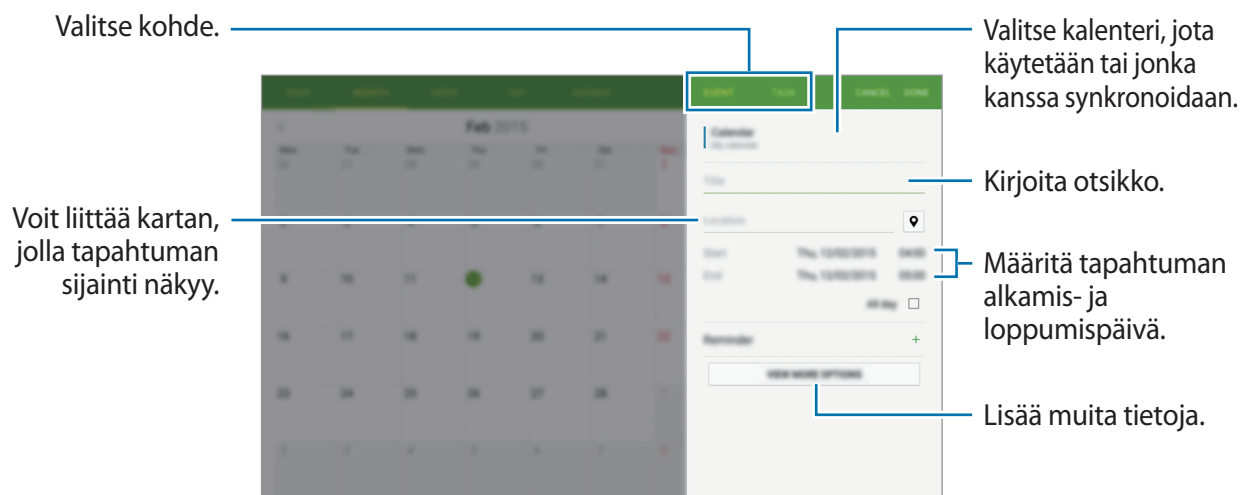 Valitse kohde.
Valitse kalenteri, jota
käytetään tai jonka
kanssa synkronoidaan.
EVENT TASK CANCEL DONE
MONTH
Feb 2015
Calendar
My calendar
Title
Kirjoita otsikko.
Voit liittää kartan,
jolla tapahtuman
sijainti näkyy.
Location
Start Thu, 12/02/2015 04:00
End Thu, 12/02/2015 05:00
Määritä tapahtuman
alkamis- ja
loppumispäivä.
All day
9 10 11 13 14 15
Reminder +
16 17 18 19 20 21 22
VIEW MORE OPTIONS
23 24 25 26 27 28
Lisää muita tietoja.